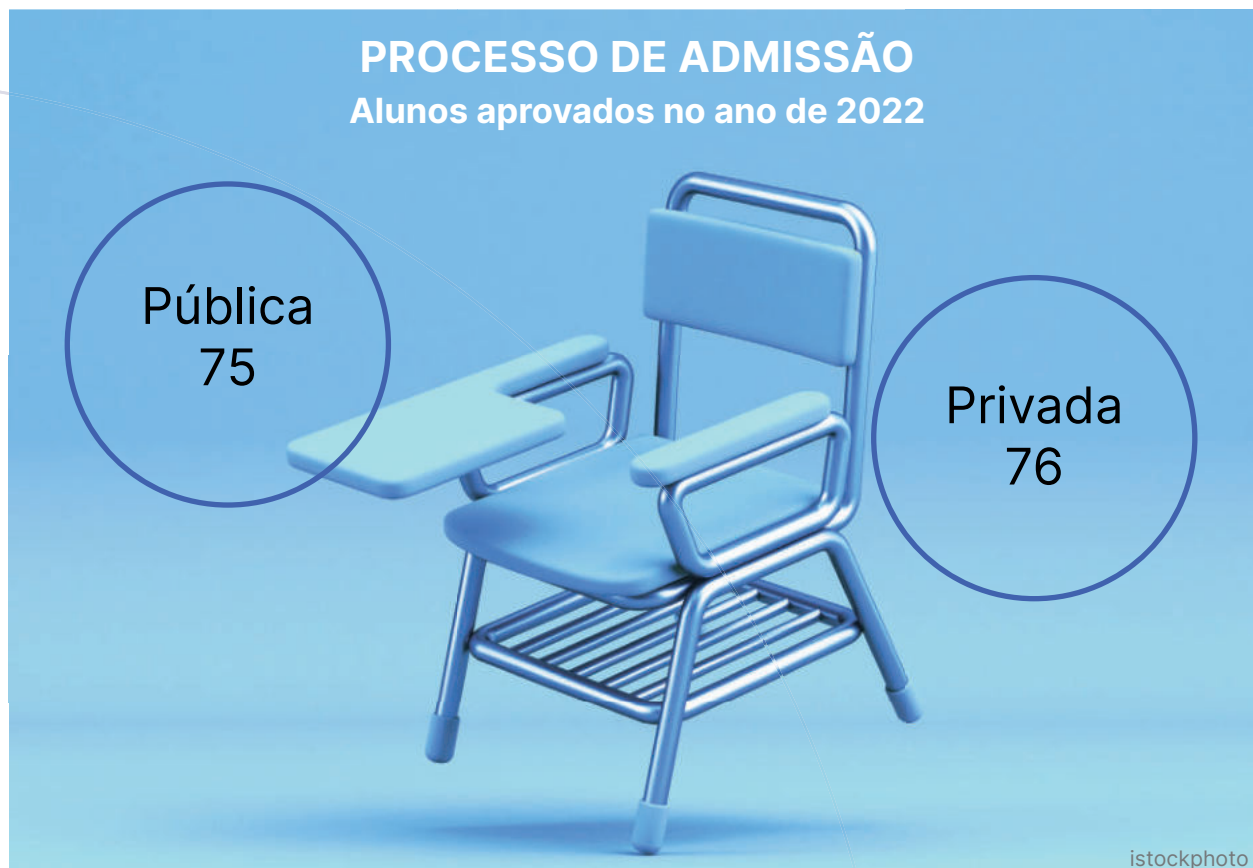 PROCESSO DE ADMISSÃO
Alunos aprovados no ano de 2022
Pública
75
Privada
76
istockphoto